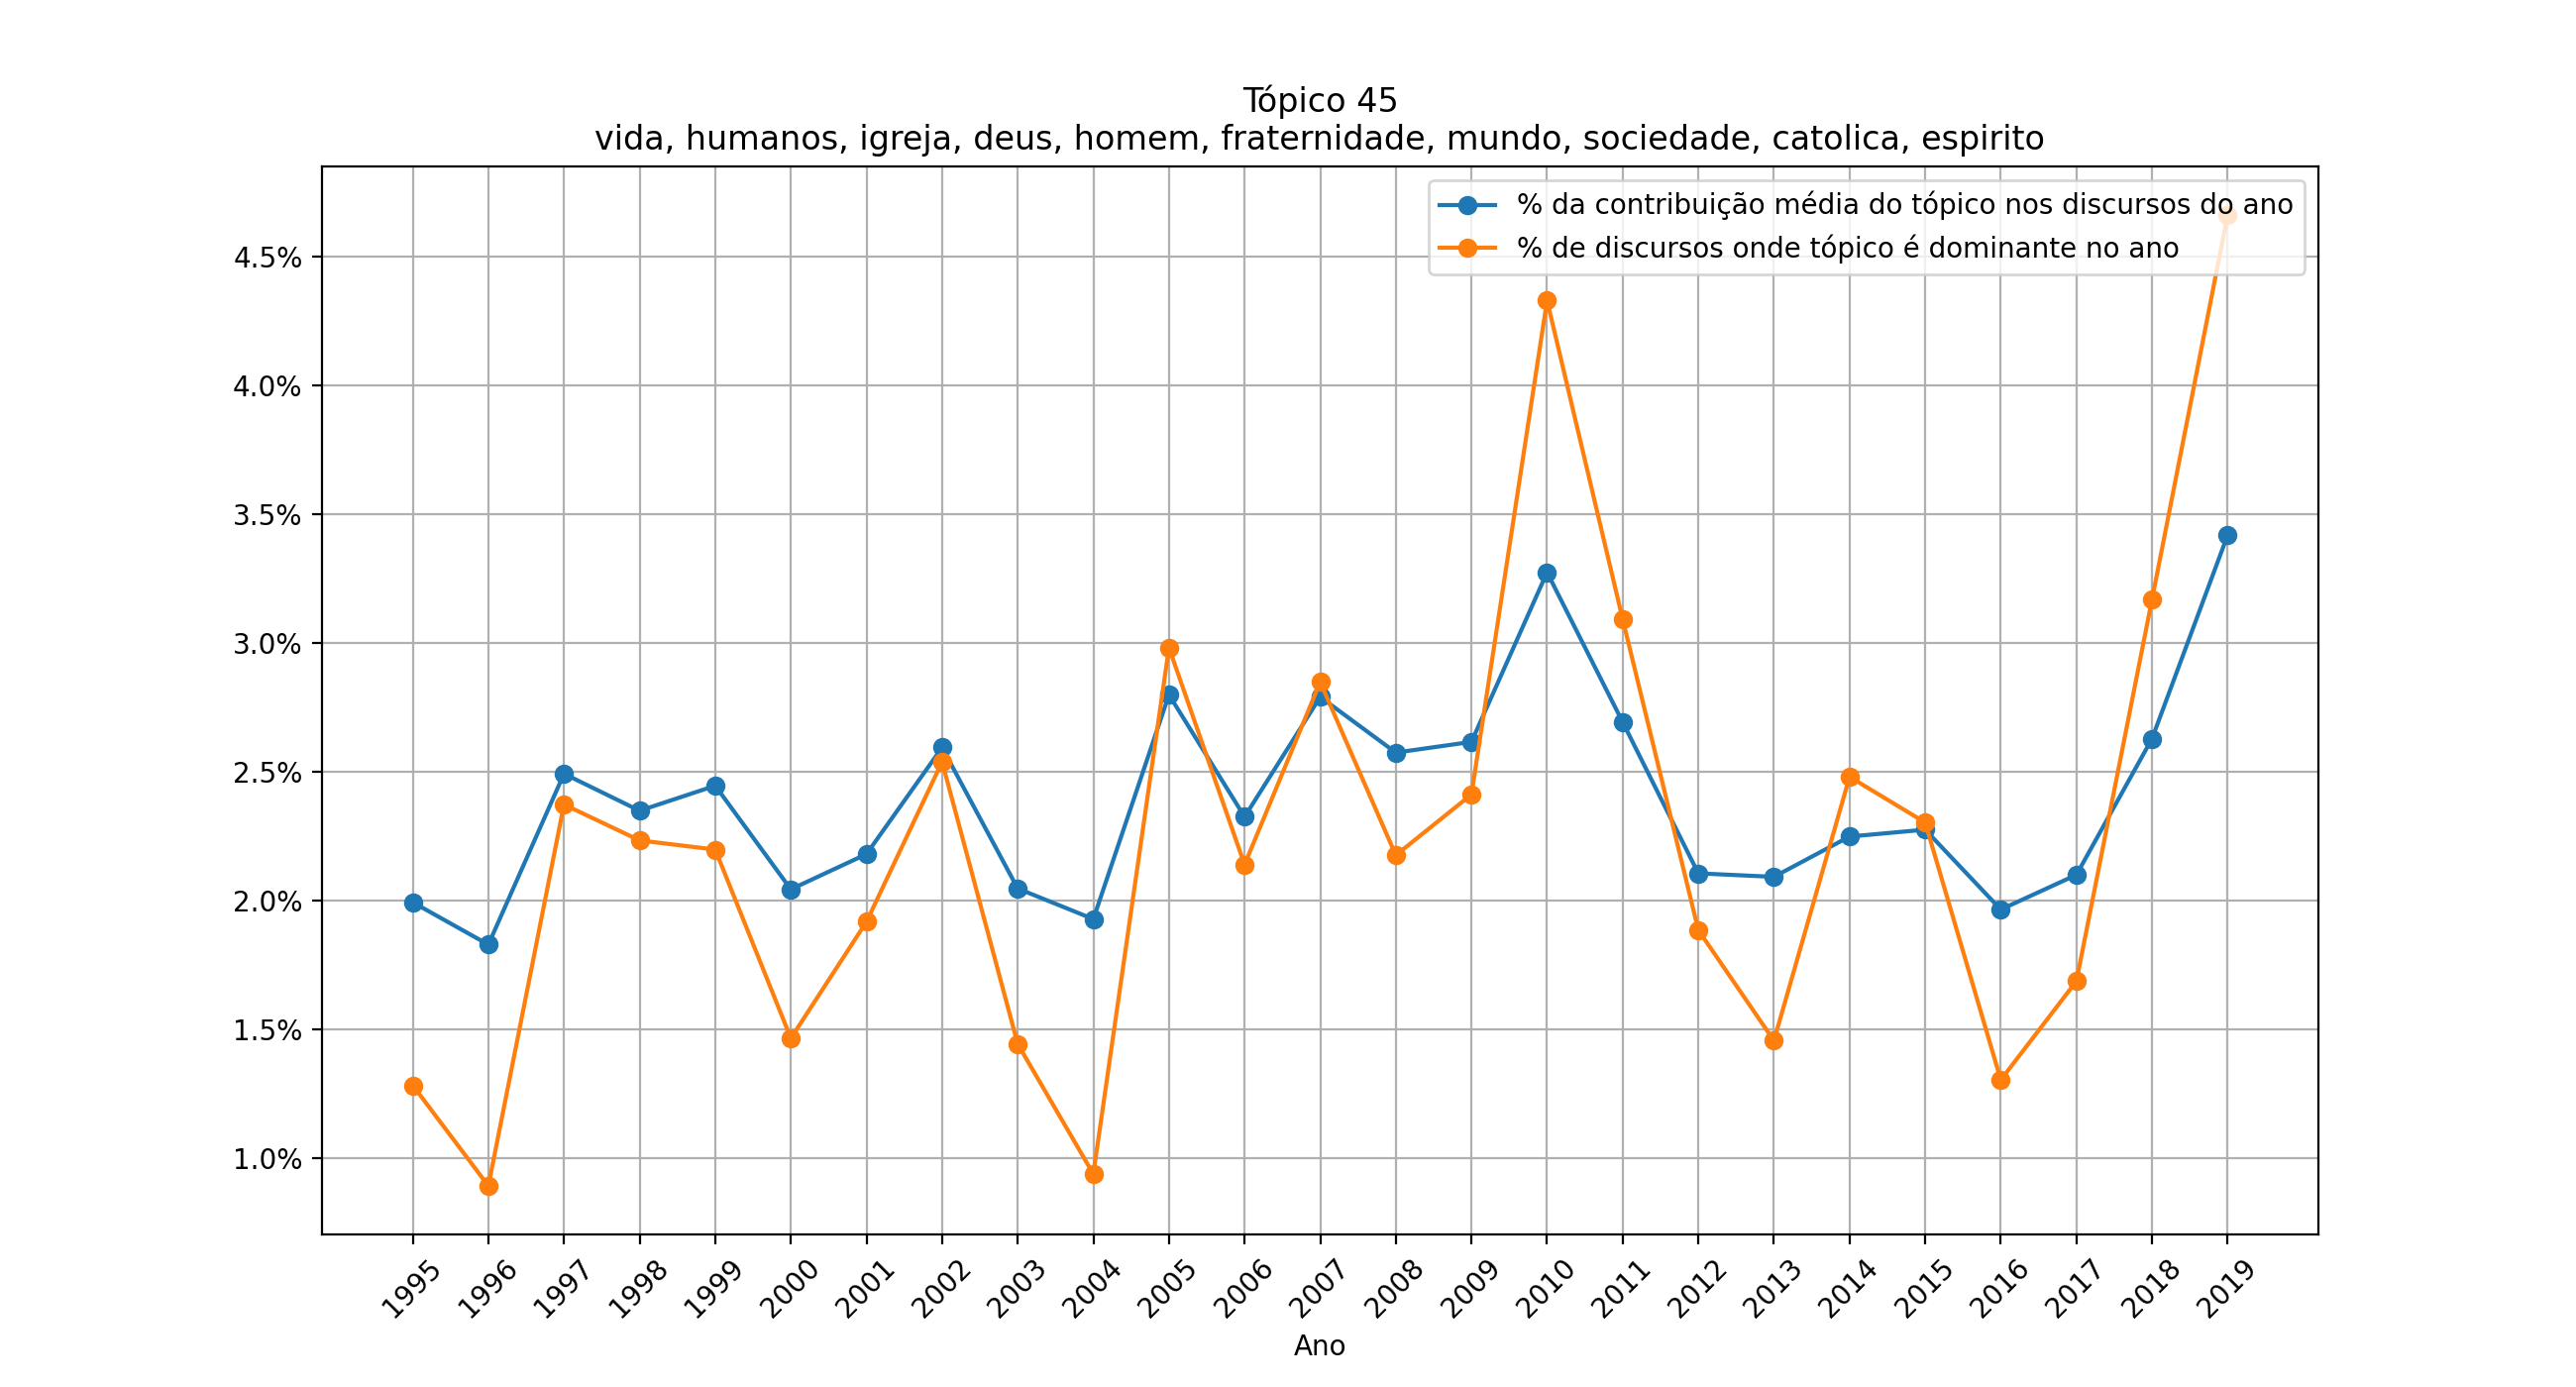 Tópico 45
vida, humanos, igreja, deus, homem, fraternidade, mundo, sociedade, catolica, espirito
% da contribuição média do tópico nos discursos do ano
% de discursos onde tópico é dominante no ano
4.5%
4.0%
3.5%
3.0%
2.5%
2.0%
1.5%
1.0%
1995 1996 1997 1998 1999 2000 2001 2002 2003 2004 2005 2006 2007 2008 2009 2010 2011 2012 2013 2014 2015 2016 2017 2018 2019
Ano